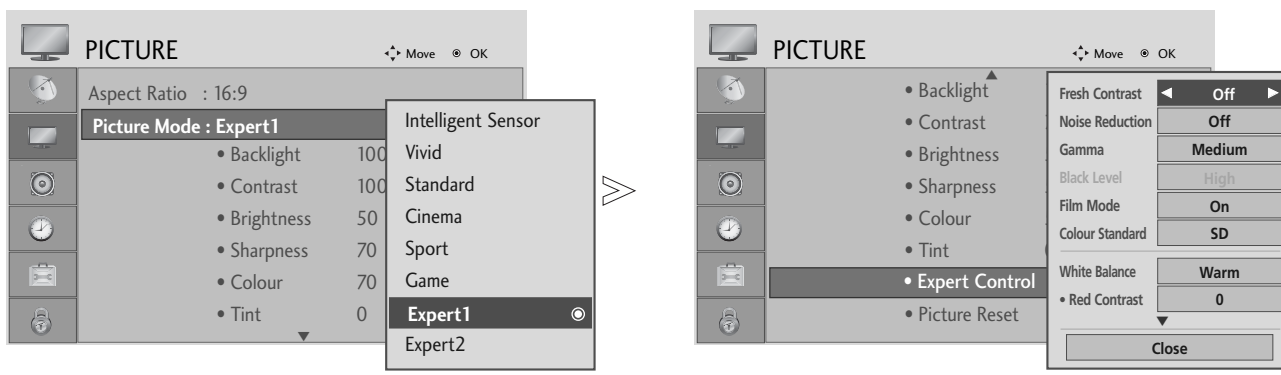 PICTURE
Move OK
Aspect Ratio : 16:9
Picture Mode : Expert1
• Backlight 100
• Contrast 100
• Brightness 50
• Sharpness 70
• Colour 70
• Tint 0
Intelligent Sensor
Vivid
Standard
Cinema
Sport
Game
Expert1
Expert2
PICTURE
Move OK
• Backlight
• Contrast
• Brightness
• Sharpness
• Colour
• Tint
• Expert Control
• Picture Reset
Fresh Contrast Off
Noise Reduction Off
Gamma Medium
Black Level High
Film Mode On
Colour Standard SD
White Balance Warm
• Red Contrast 0
Close